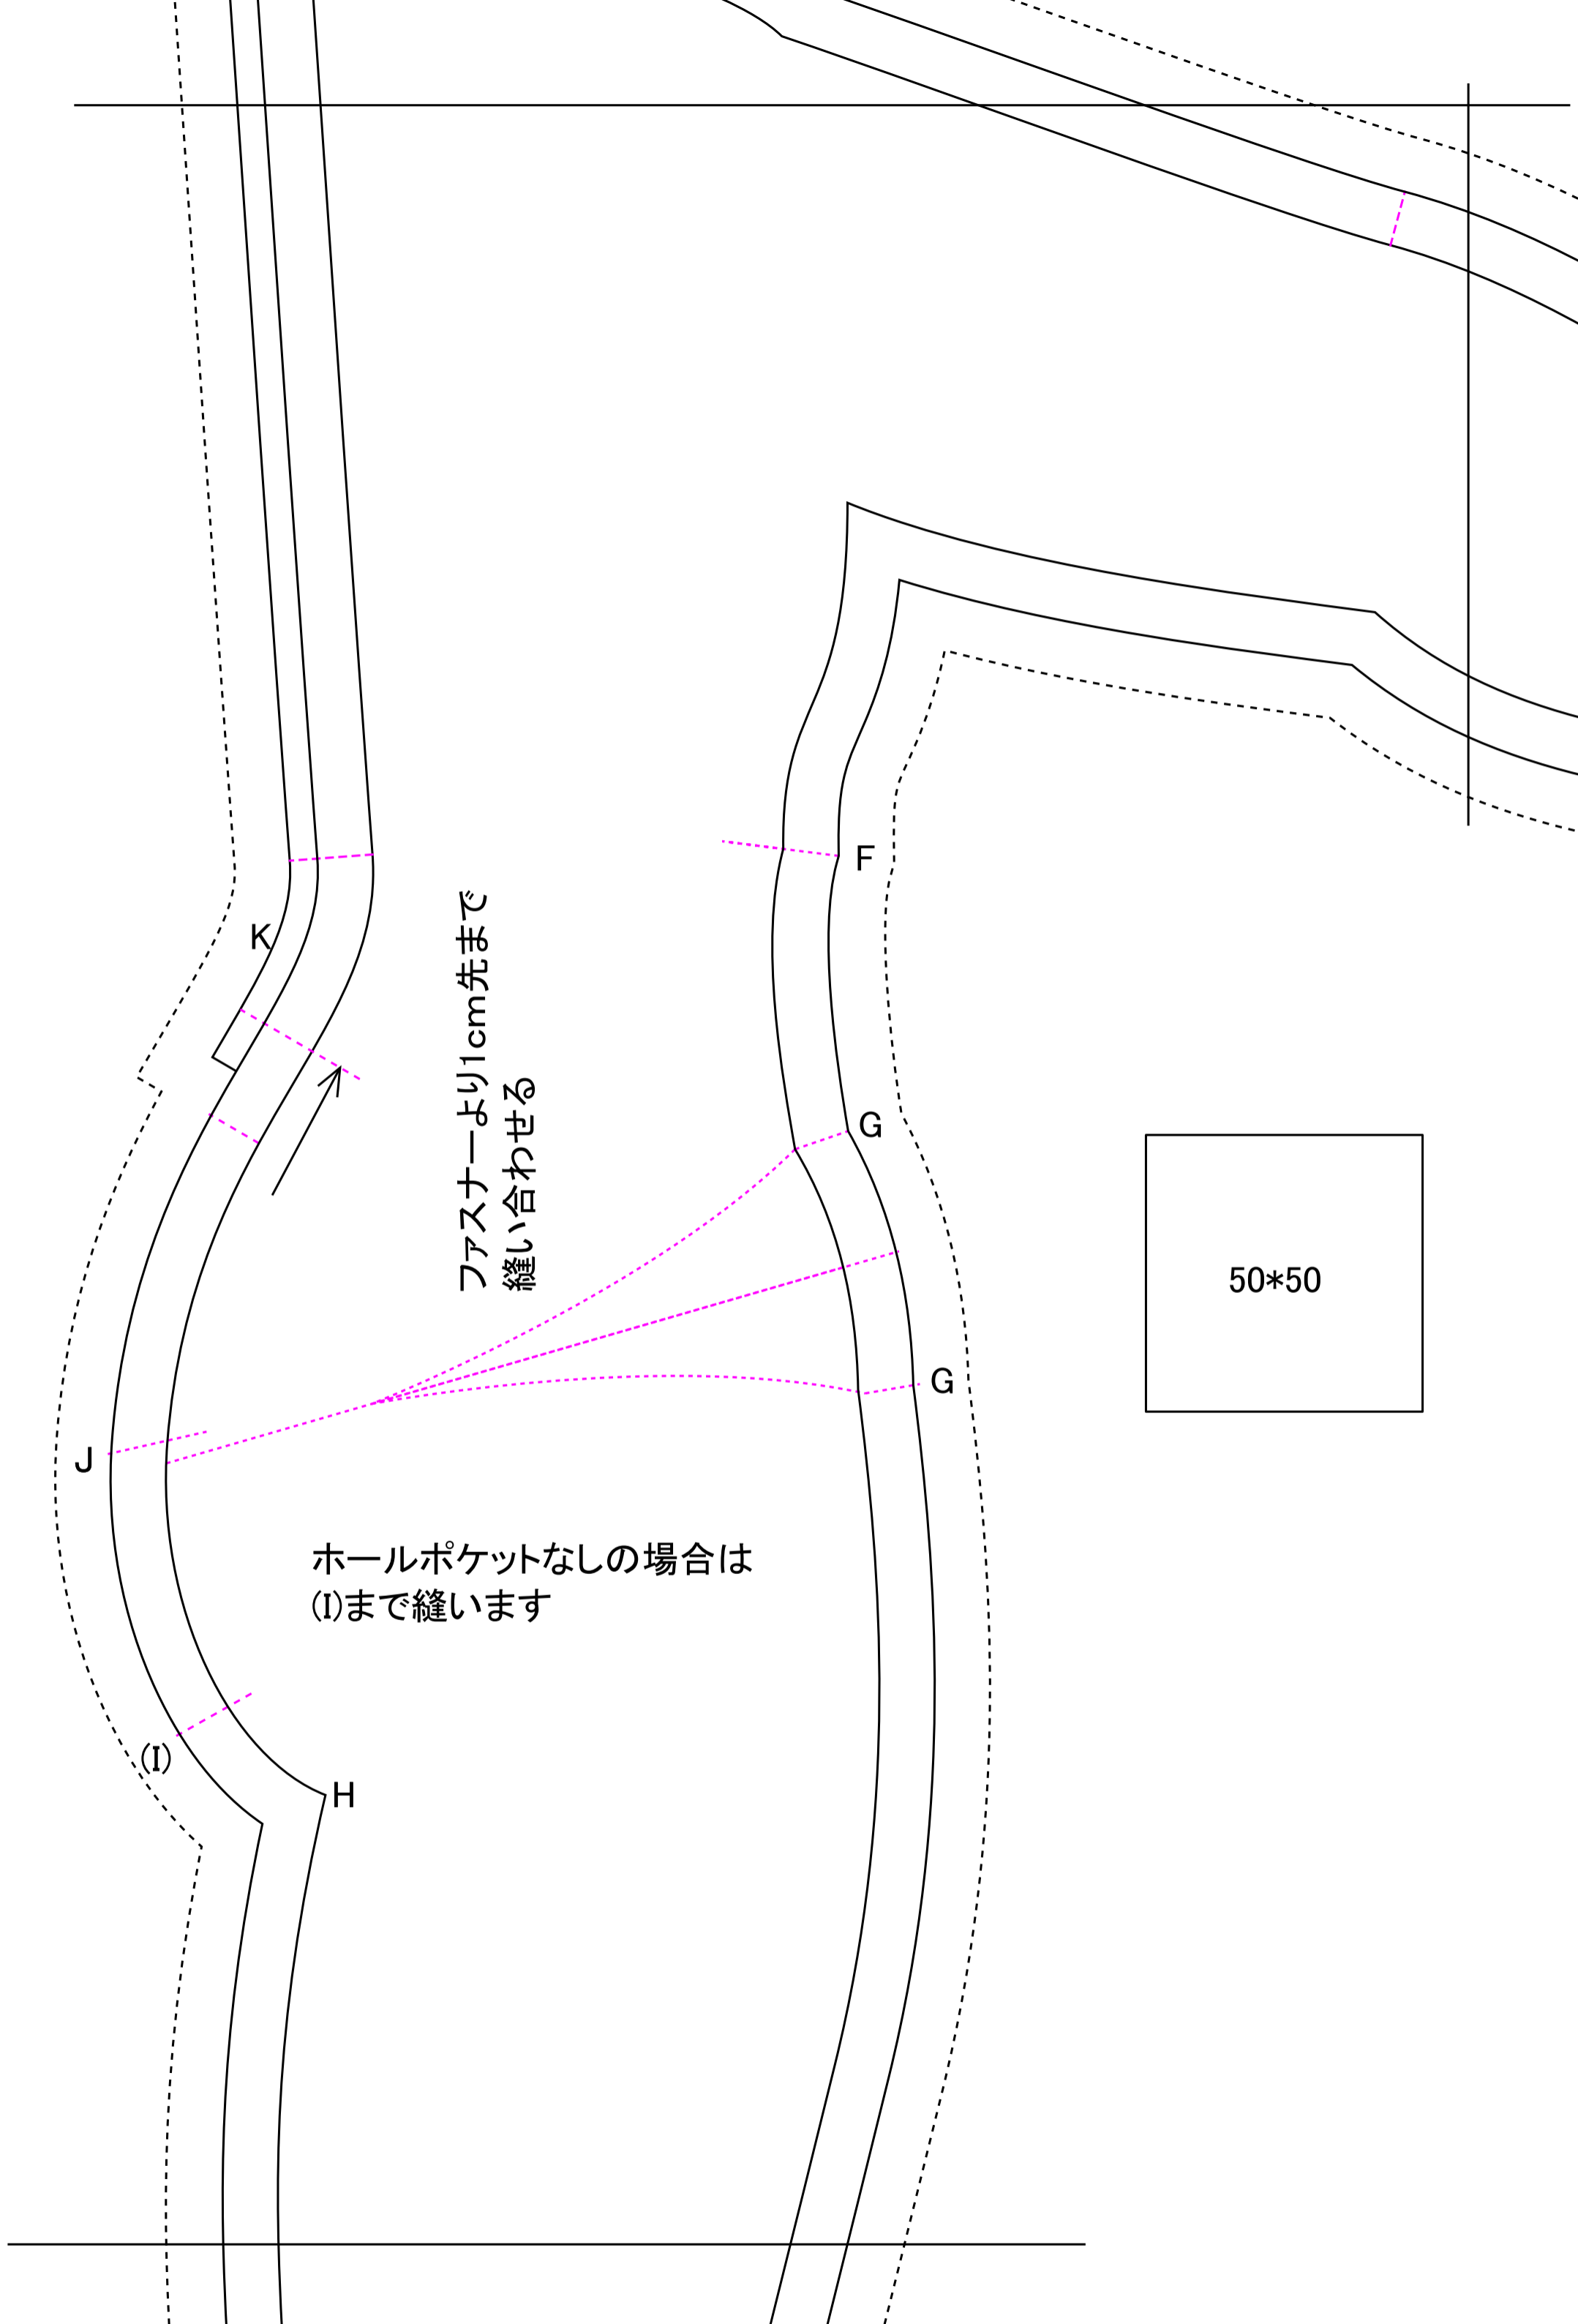 F
K
ファスナーより1cm先まで
縫い合わせる
G
50*50
G
J
ホールポケットなしの場合は
(I)まで縫います
(I)
H